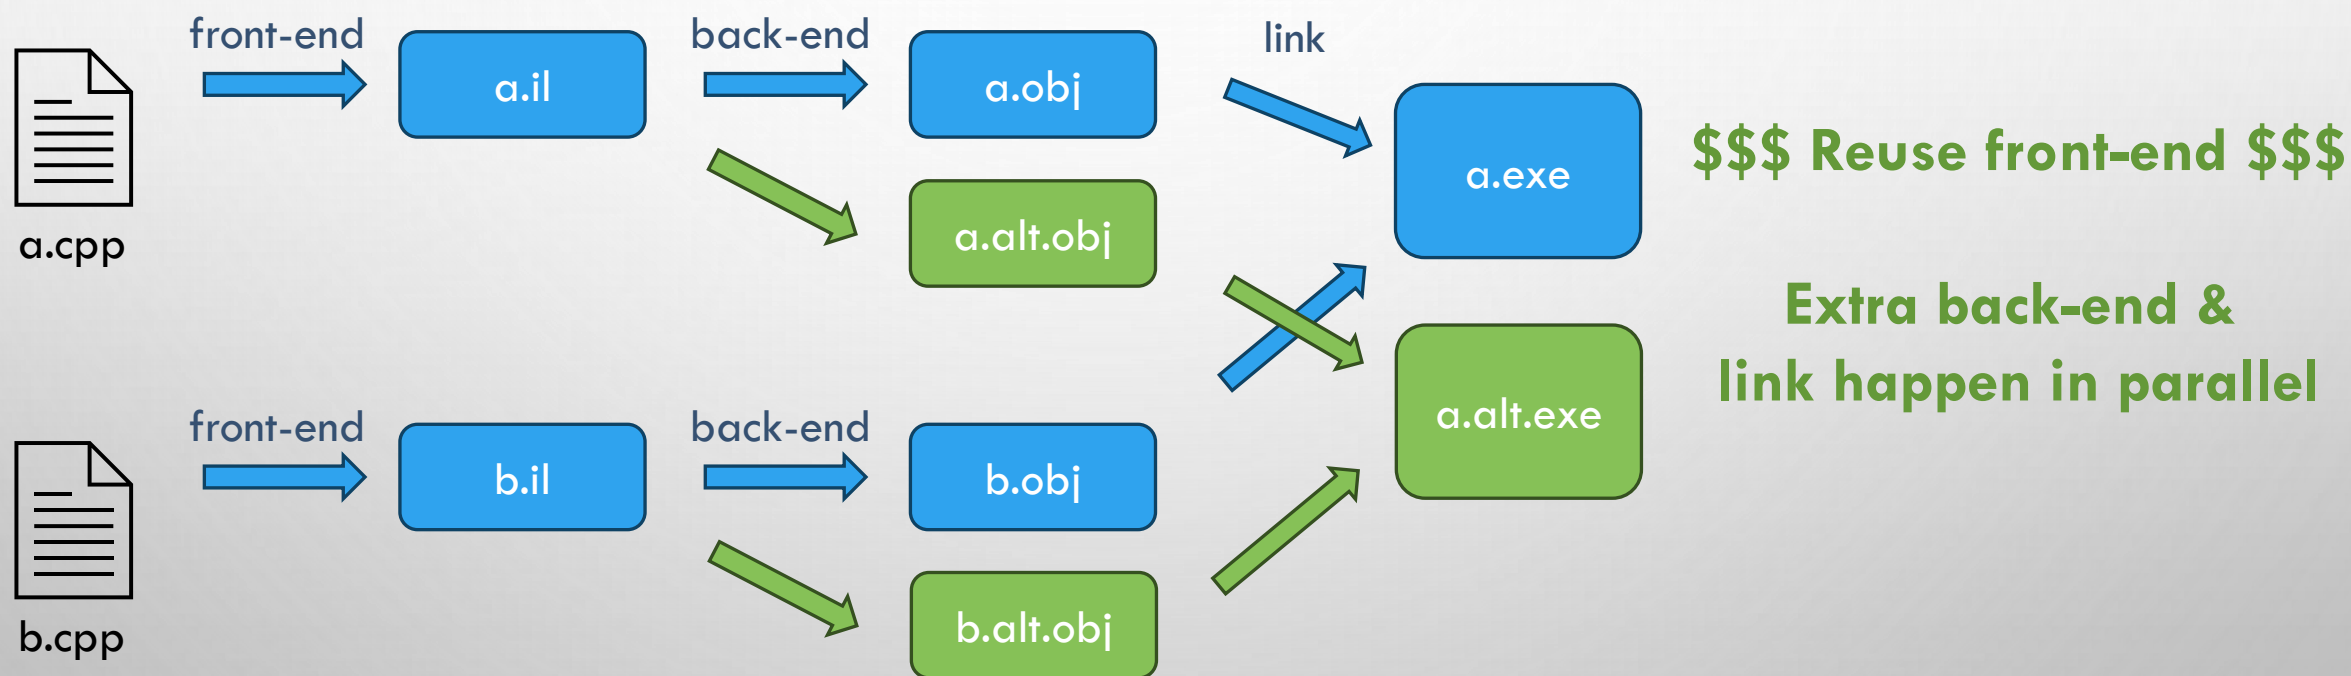 front-end
back-end
link
a.il
a.obj
a.exe
$$$ Reuse front-end $$$
a.alt.obj
a.cpp
Extra back-end &
link happen in parallel
a.alt.exe
front-end
back-end
b.il
b.obj
b.alt.obj
b.cpp